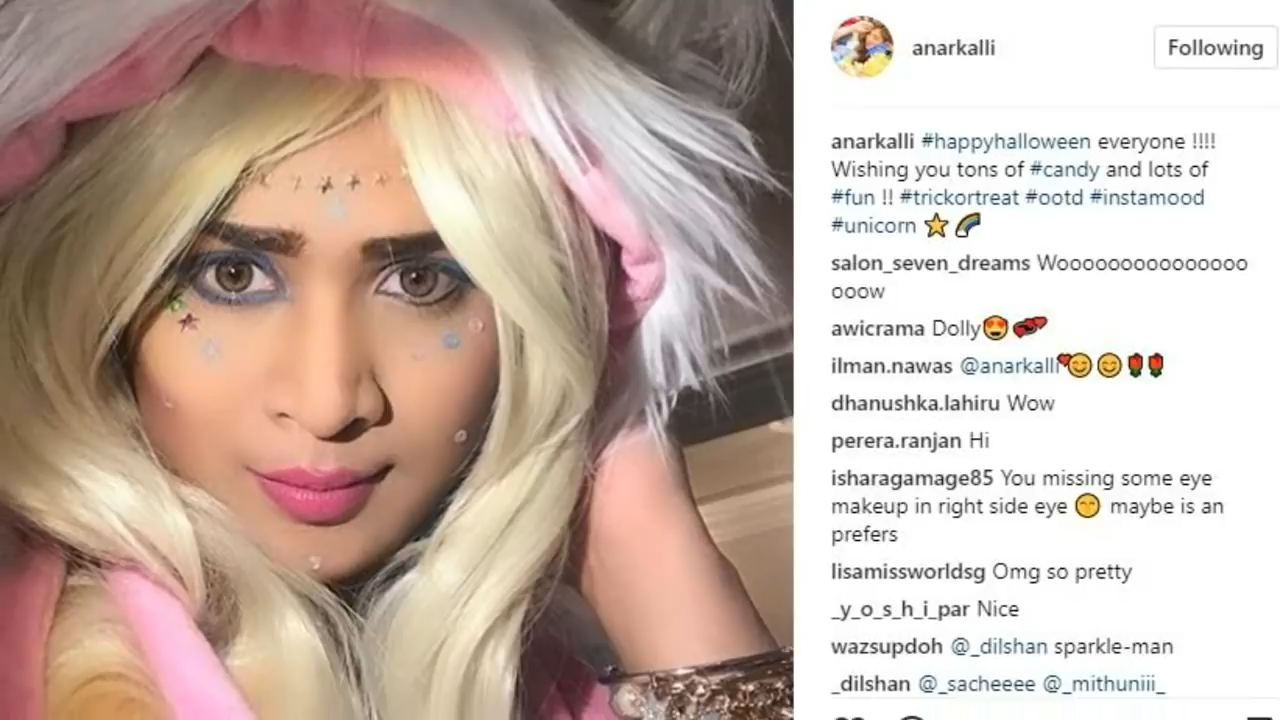 anarkalli
Following
anarkalli #happyhalloween everyone !!!!
Wishing you tons of #candy and lots of
#fun !! #trickortreat #ootd #instamood
#unicorn ⭐🌈
salon_seven_dreams Wooooooooooooooo
ooow
awicrama Dolly😍💞
ilman.nawas @anarkalli😊😊🌹🌹
dhanushka.lahiru Wow
perera.ranjan Hi
isharagamage85 You missing some eye
makeup in right side eye 😁 maybe is an
prefers
lisamissworldsg Omg so pretty
_y_o_s_h_i_par Nice
wazsupdoh @_dilshan sparkle-man
_dilshan @_sacheeee @_mithuniii_